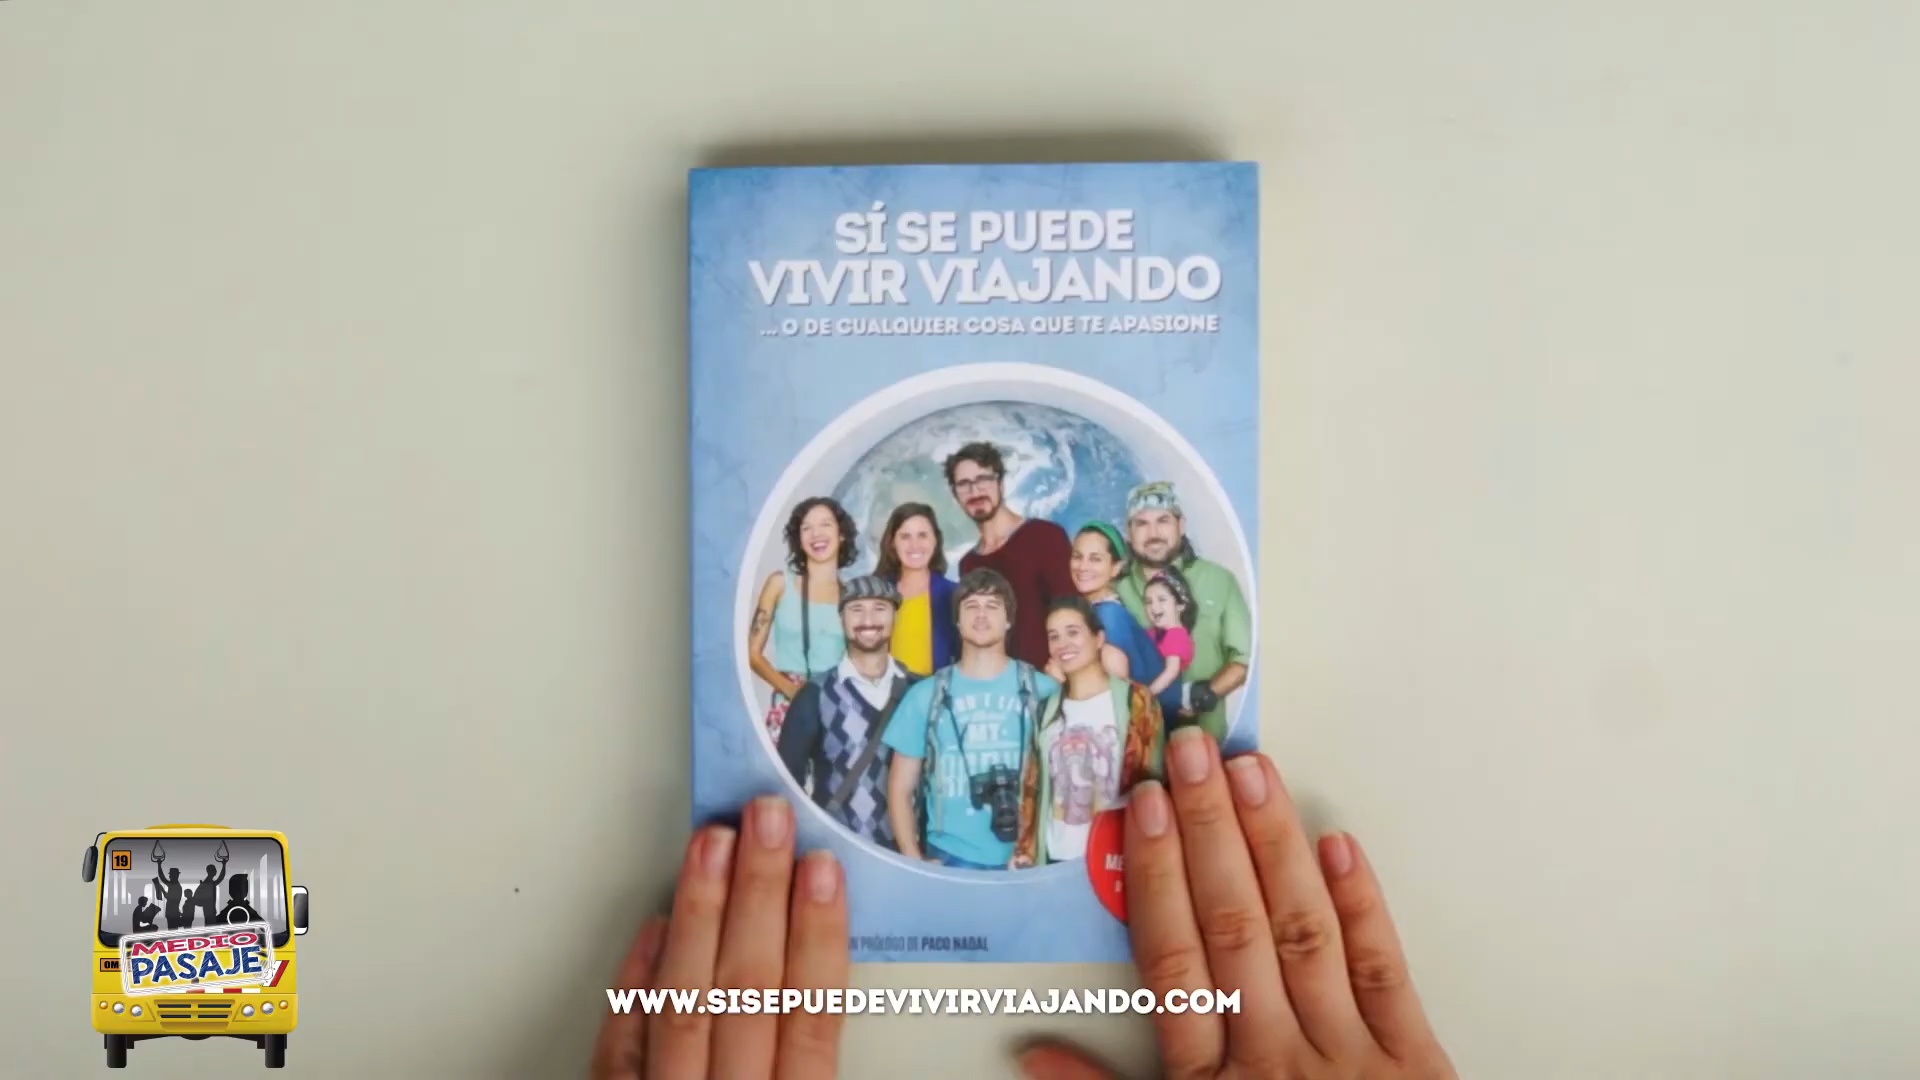 SÍ SE PUEDE
VIVIR VIAJANDO
... O DE CUALQUIER COSA QUE TE APASIONE
MY
PRÓLOGO DE PACO NADAL
WWW.SISEPUEDEVIVIRVIAJANDO.COM
19
MEDIO
PASAJE